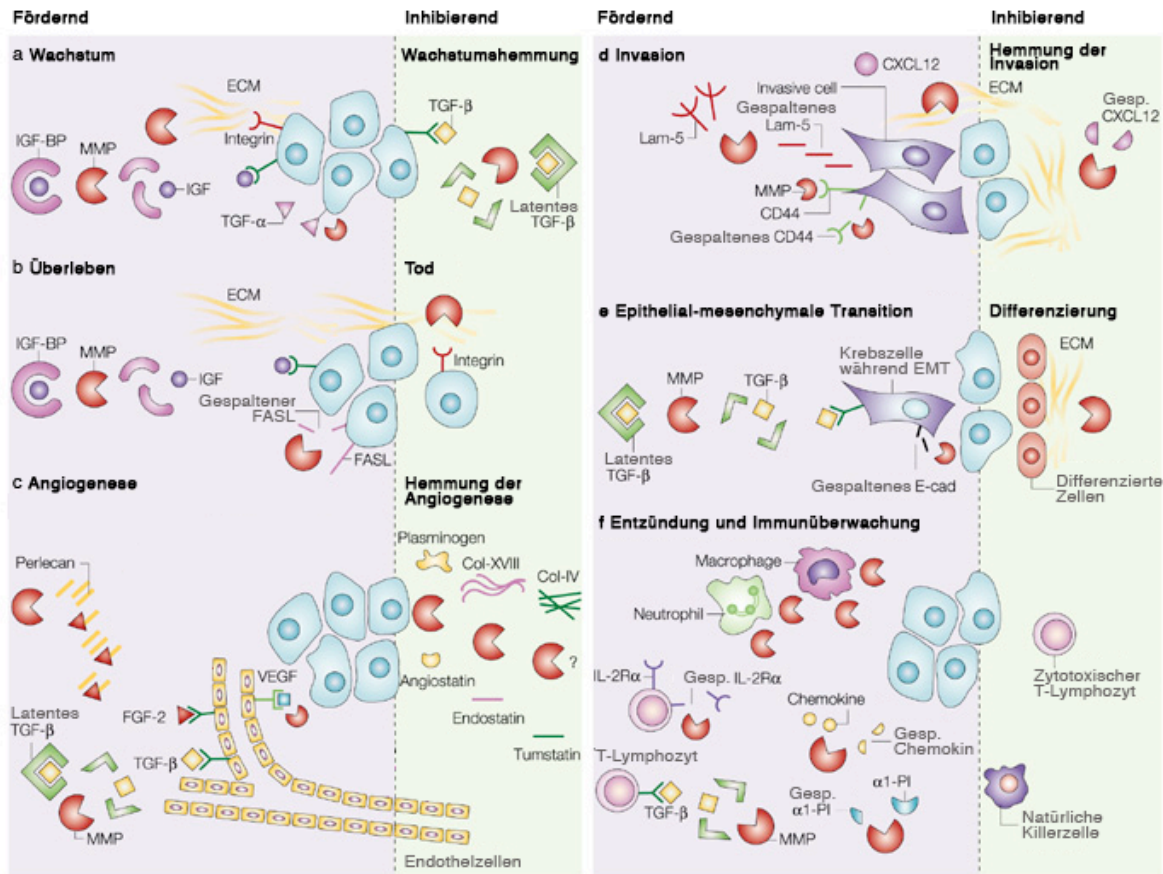 Fördernd
Inhibierend
a Wachstum
Wachstumshemmung
ECM
TGF-β
IGF-BP
MMP
Integrin
IGF
TGF-α
Latentes
TGF-β
b Überleben
Tod
ECM
IGF-BP
MMP
IGF
Integrin
Gespaltener
FASL
FASL
c Angiogenese
Hemmung der
Angiogenese
Plasminogen
Perlecan
Col-XVIII
Col-IV
?
VEGF
Angiostatin
Latentes
TGF-β
FGF-2
Endostatin
TGF-β
Tumstatin
MMP
Endothelzellen
Fördernd
Inhibierend
d Invasion
Hemmung der
Invasion
CXCL12
Invasive cell
ECM
Gespaltenes
Lam-5
Gesp.
CXCL12
Lam-5
MMP
CD44
Gespaltenes CD44
e Epithelial-mesenchymale Transition
Differenzierung
Krebszelle
während EMT
ECM
MMP
TGF-β
Latentes
TGF-β
Gespaltenes E-cad
Differenzierte
Zellen
f Entzündung und Immunüberwachung
Macrophage
Neutrophil
IL-2Rα
Gesp. IL-2Rα
Zytotoxischer
T-Lymphozyt
Chemokine
Gesp.
Chemokin
T-Lymphozyt
α1-PI
Gesp.
α1-PI
TGF-β
MMP
Natürliche
Killerzelle